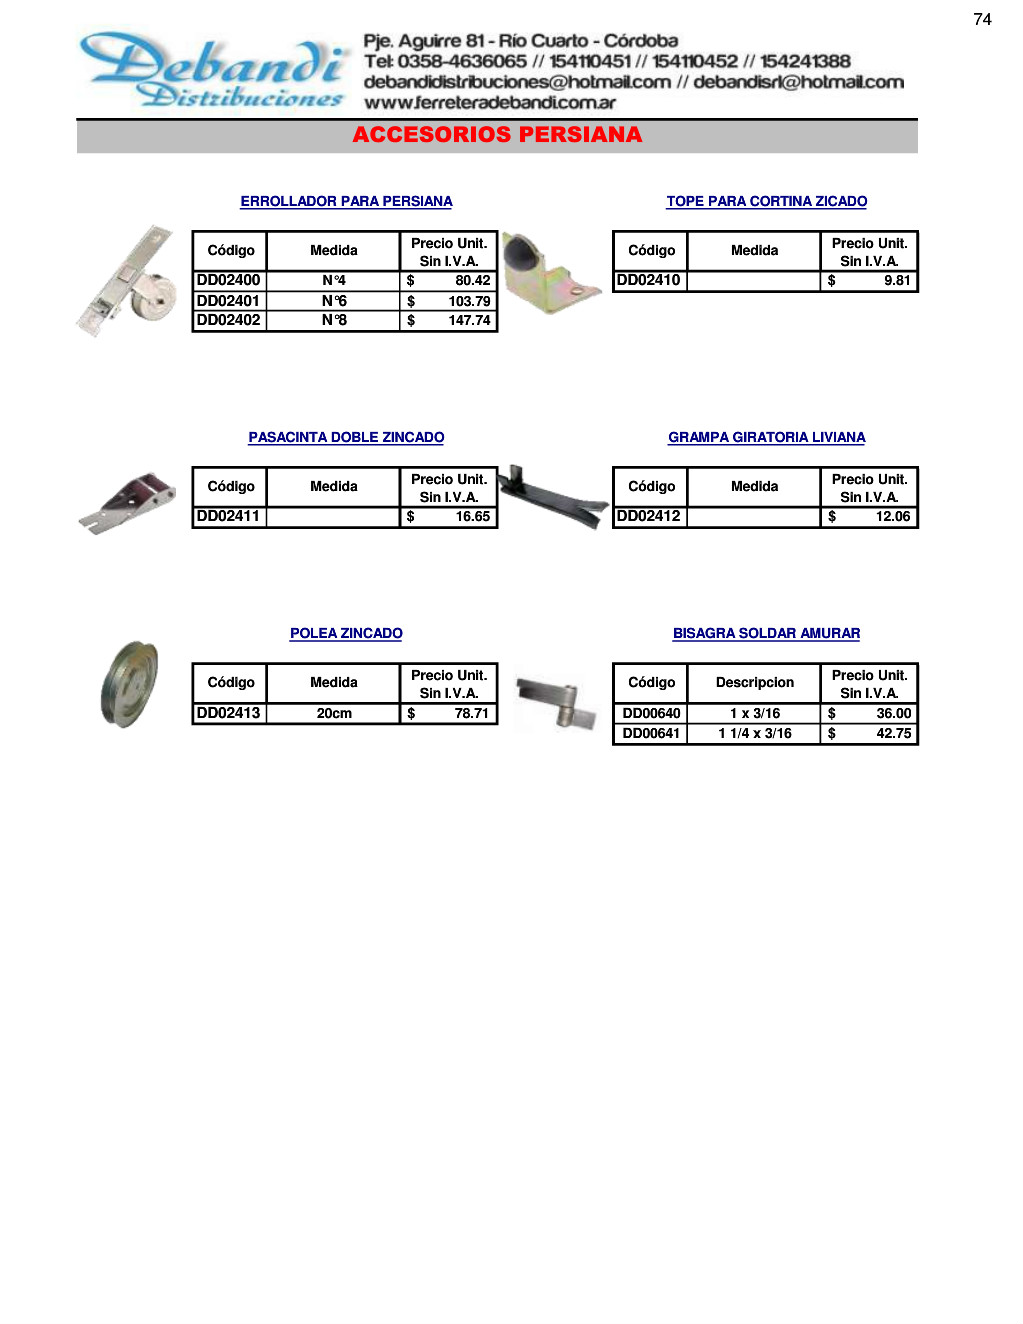 74
Debandi
Distribuciones
Pje. Aguirre 81 - Río Cuarto - Córdoba
Tel: 0358-4636065 // 154110451 // 154110452 // 154241388
debandidistribuciones@hotmail.com // debandisrl@hotmail.com
www.ferreteradebandi.com.ar
ACCESORIOS PERSIANA
ERROLLADOR PARA PERSIANA
Código Medida Precio Unit. Sin I.V.A.
DD02400 N°4 $ 80.42
DD02401 N°6 $ 103.79
DD02402 N°8 $ 147.74
TOPE PARA CORTINA ZICADO
Código Medida Precio Unit. Sin I.V.A.
DD02410 $ 9.81
PASACINTA DOBLE ZINCADO
Código Medida Precio Unit. Sin I.V.A.
DD02411 $ 16.65
GRAMPA GIRATORIA LIVIANA
Código Medida Precio Unit. Sin I.V.A.
DD02412 $ 12.06
POLEA ZINCADO
Código Medida Precio Unit. Sin I.V.A.
DD02413 20cm $ 78.71
BISAGRA SOLDAR AMURAR
Código Descripcion Precio Unit. Sin I.V.A.
DD00640 1 x 3/16 $ 36.00
DD00641 1 1/4 x 3/16 $ 42.75